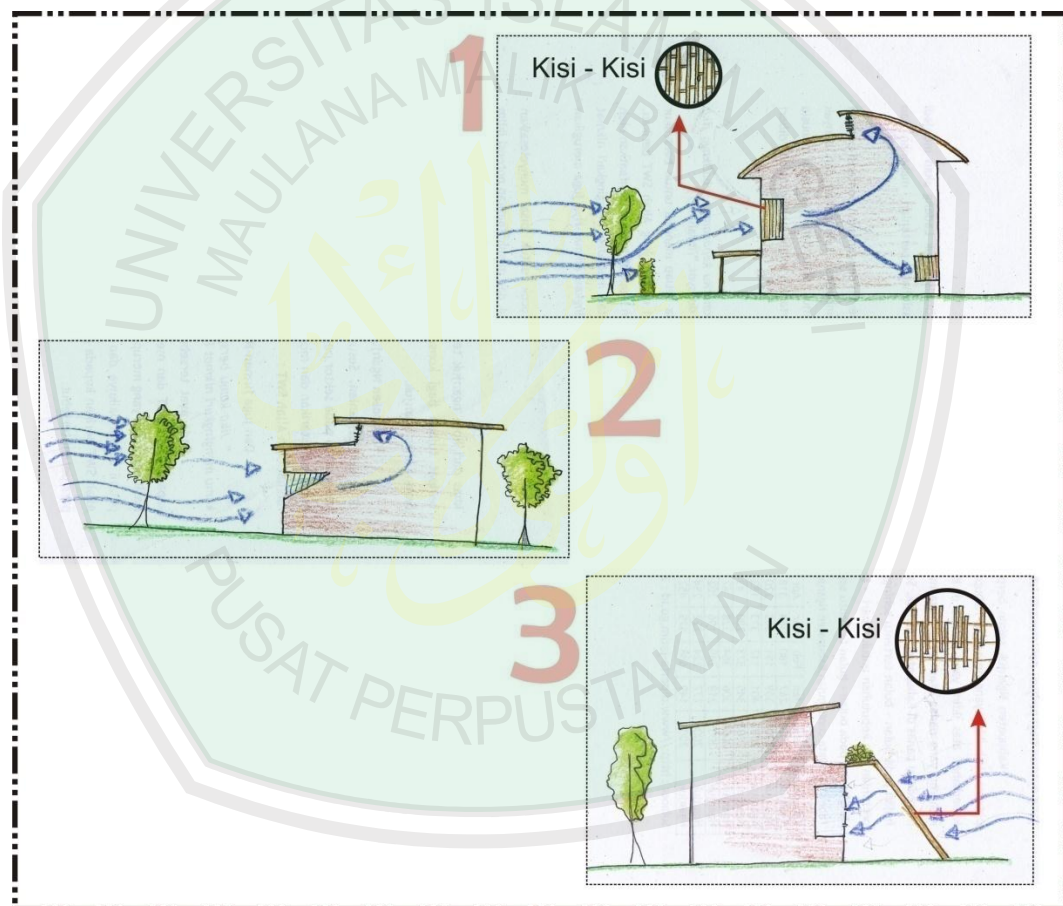 1
Kisi - Kisi
2
3
Kisi - Kisi
UNIVERSITAS ISLAM NEGERI
MAULANA MALIK IBRAHIM
PUSAT PERPUSTAKAAN